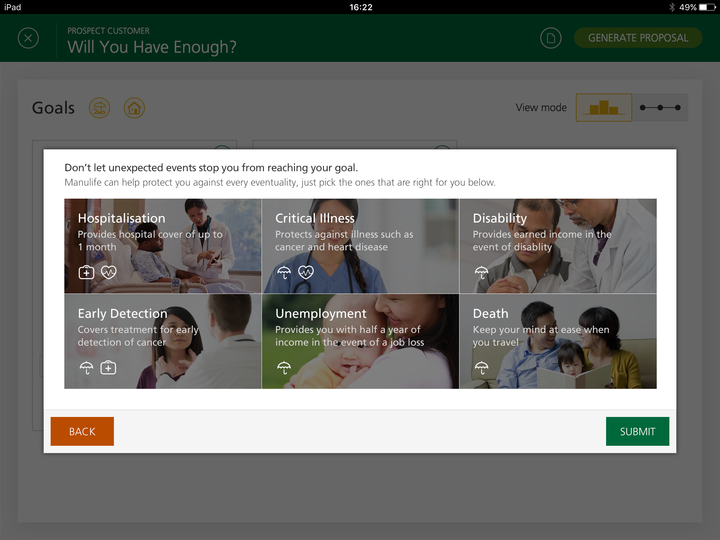 iPad 16:22 49%
PROSPECT CUSTOMER
Will You Have Enough?
GENERATE PROPOSAL
Goals
View mode
Don't let unexpected events stop you from reaching your goal.
Manulife can help protect you against every eventuality, just pick the ones that are right for you below.
Hospitalisation
Provides hospital cover of up to
1 month
Critical Illness
Protects against illness such as
cancer and heart disease
Disability
Provides earned income in the
event of disablity
Early Detection
Covers treatment for early
detection of cancer
Unemployment
Provides you with half a year of
income in the event of a job loss
Death
Keep your mind at ease when
you travel
BACK
SUBMIT